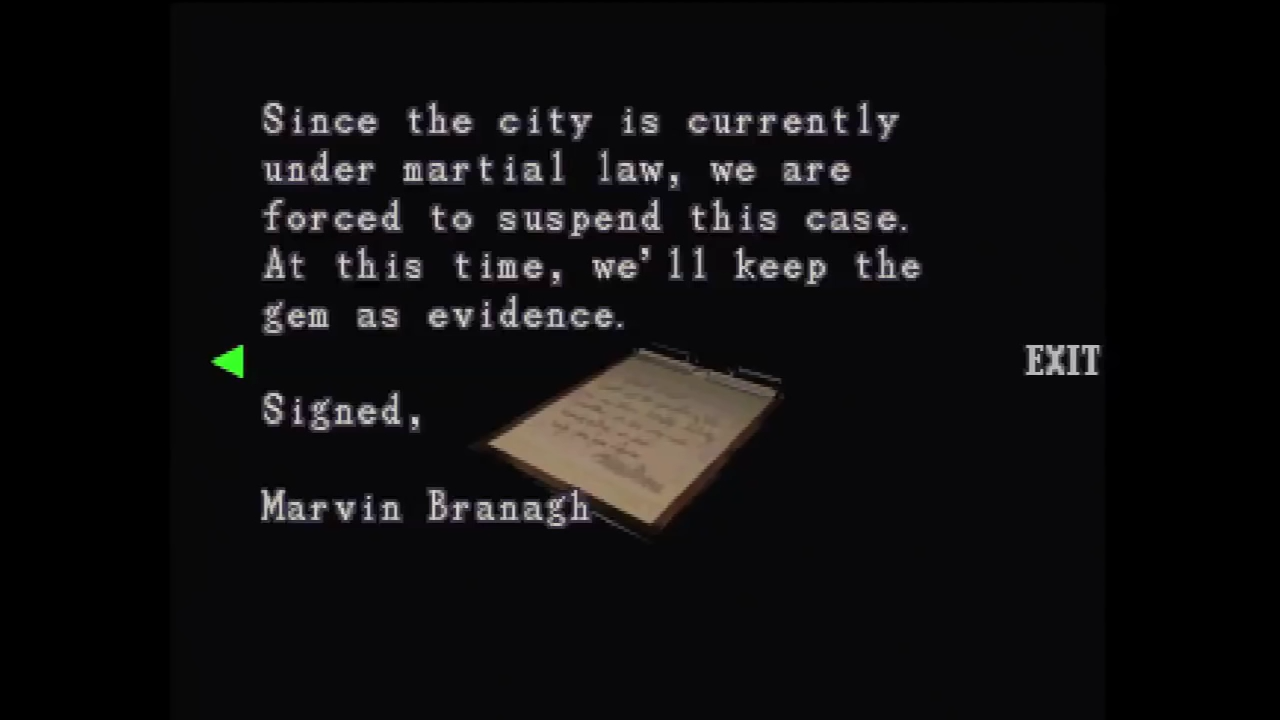 Since the city is currently
under martial law, we are
forced to suspend this case.
At this time, we'll keep the
gem as evidence.
EXIT
Signed,
Marvin Branagh